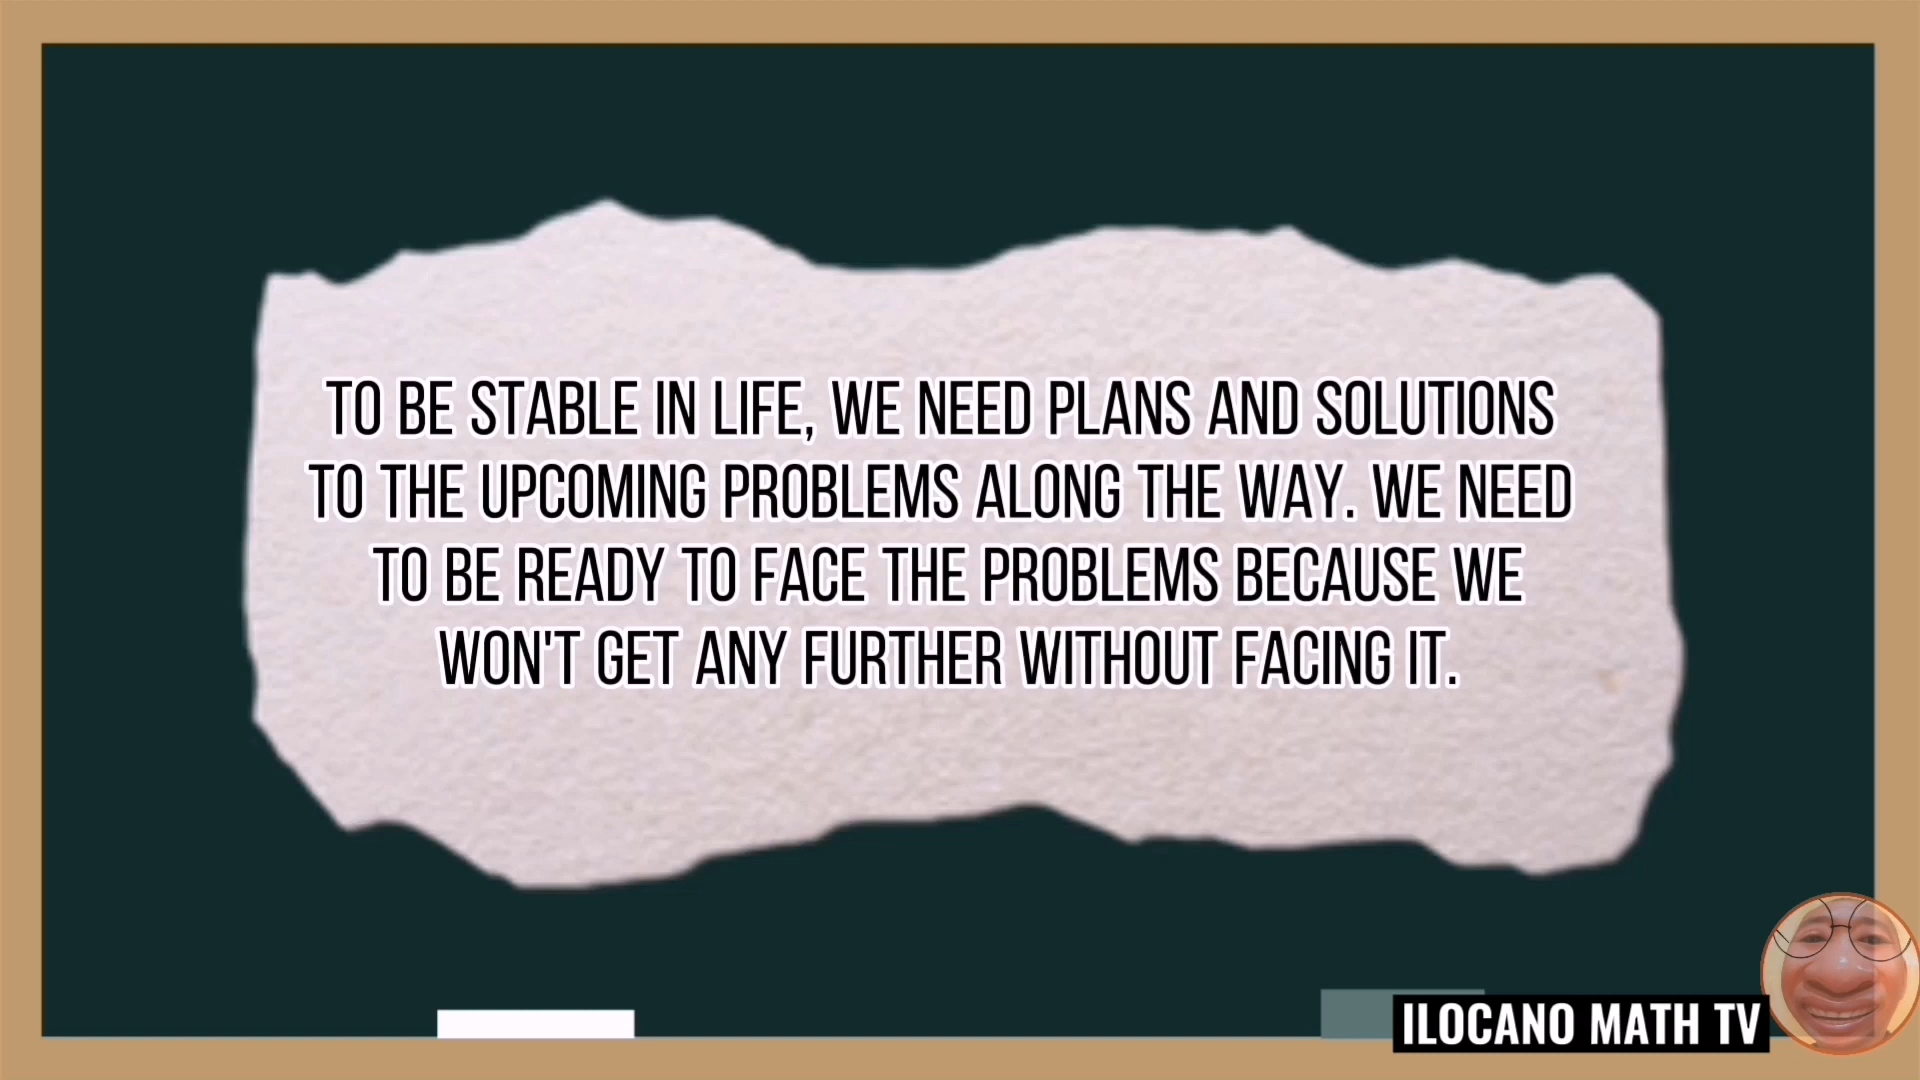 TO BE STABLE IN LIFE, WE NEED PLANS AND SOLUTIONS
TO THE UPCOMING PROBLEMS ALONG THE WAY. WE NEED
TO BE READY TO FACE THE PROBLEMS BECAUSE WE
WON'T GET ANY FURTHER WITHOUT FACING IT.
ILOCANO MATH TV